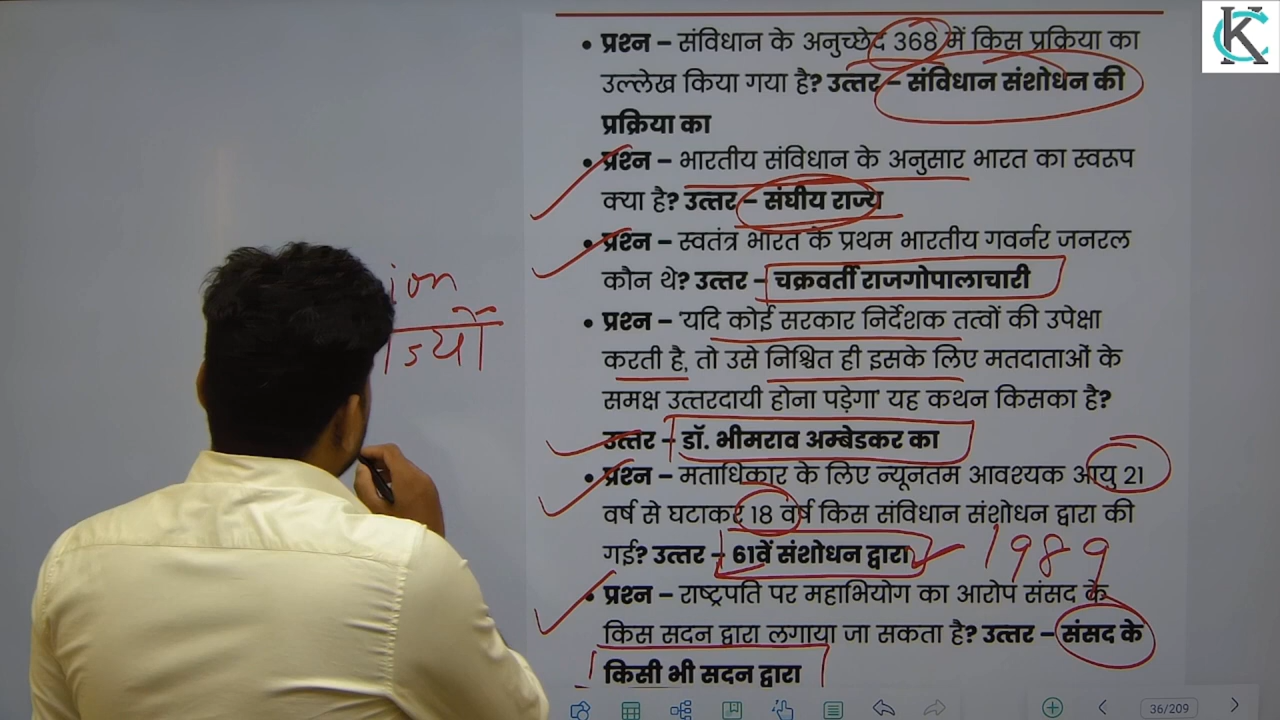 • प्रश्न – संविधान के अनुच्छेद 368 में किस प्रक्रिया का
उल्लेख किया गया है? उत्तर – संविधान संशोधन की
प्रक्रिया का
• प्रश्न – भारतीय संविधान के अनुसार भारत का स्वरूप
क्या है? उत्तर – संघीय राज्य
• प्रश्न – स्वतंत्र भारत के प्रथम भारतीय गवर्नर जनरल
कौन थे? उत्तर – चक्रवर्ती राजगोपालाचारी
• प्रश्न – 'यदि कोई सरकार निर्देशक तत्वों की उपेक्षा
करती है, तो उसे निश्चित ही इसके लिए मतदाताओं के
समक्ष उत्तरदायी होना पड़ेगा' यह कथन किसका है?
उत्तर – डॉ. भीमराव अम्बेडकर का
• प्रश्न – मताधिकार के लिए न्यूनतम आवश्यक आयु 21
वर्ष से घटाकर 18 वर्ष किस संविधान संशोधन द्वारा की
गई? उत्तर – 61वें संशोधन द्वारा 1989
• प्रश्न – राष्ट्रपति पर महाभियोग का आरोप संसद के
किस सदन द्वारा लगाया जा सकता है? उत्तर – संसद के
किसी भी सदन द्वारा
36/209
KC